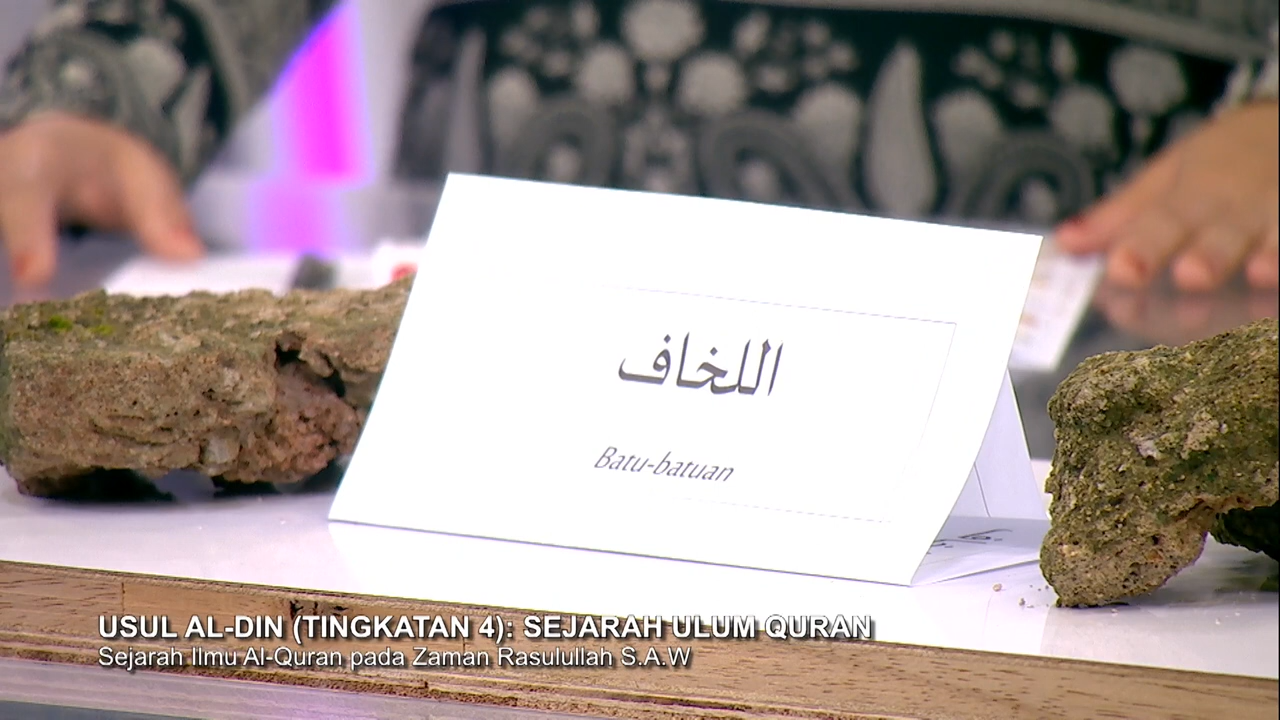 اللخاف
Batu-batuan
USUL AL-DIN (TINGKATAN 4): SEJARAH ULUM QURAN
Sejarah Ilmu Al-Quran pada Zaman Rasulullah S.A.W